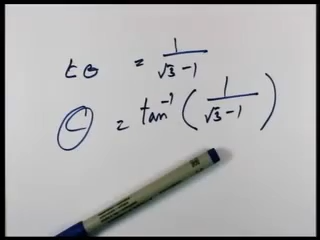 tθ = 1/(√3 - 1)
C = tan⁻¹ (1/(√3 - 1))